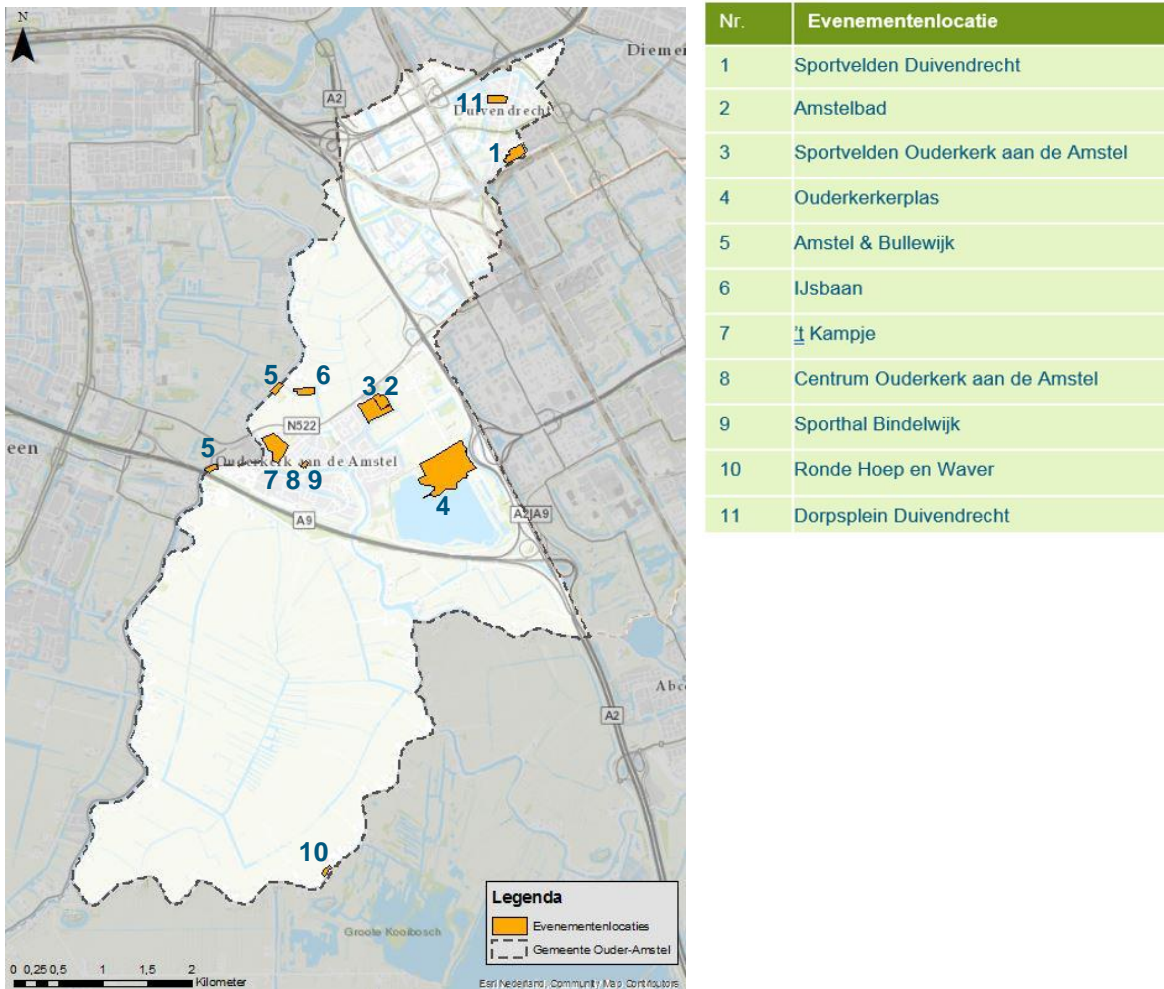 N
Diemen
A2
11
Duivendrecht
1
5
6
3 2
N522
een
5
Ouderkerk aan de Amstel
7 8 9
4
A9
A2|A9
Abc
A2
10
Groote Kooibosch
Legenda
Evenementenlocaties
Gemeente Ouder-Amstel
0 0,25 0,5 1 1,5 2
Kilometer
Esri Nederland, Community Map Contributors
Nr. Evenementenlocatie
1 Sportvelden Duivendrecht
2 Amstelbad
3 Sportvelden Ouderkerk aan de Amstel
4 Ouderkerkerplas
5 Amstel & Bullewijk
6 IJsbaan
7 't Kampje
8 Centrum Ouderkerk aan de Amstel
9 Sporthal Bindelwijk
10 Ronde Hoep en Waver
11 Dorpsplein Duivendrecht